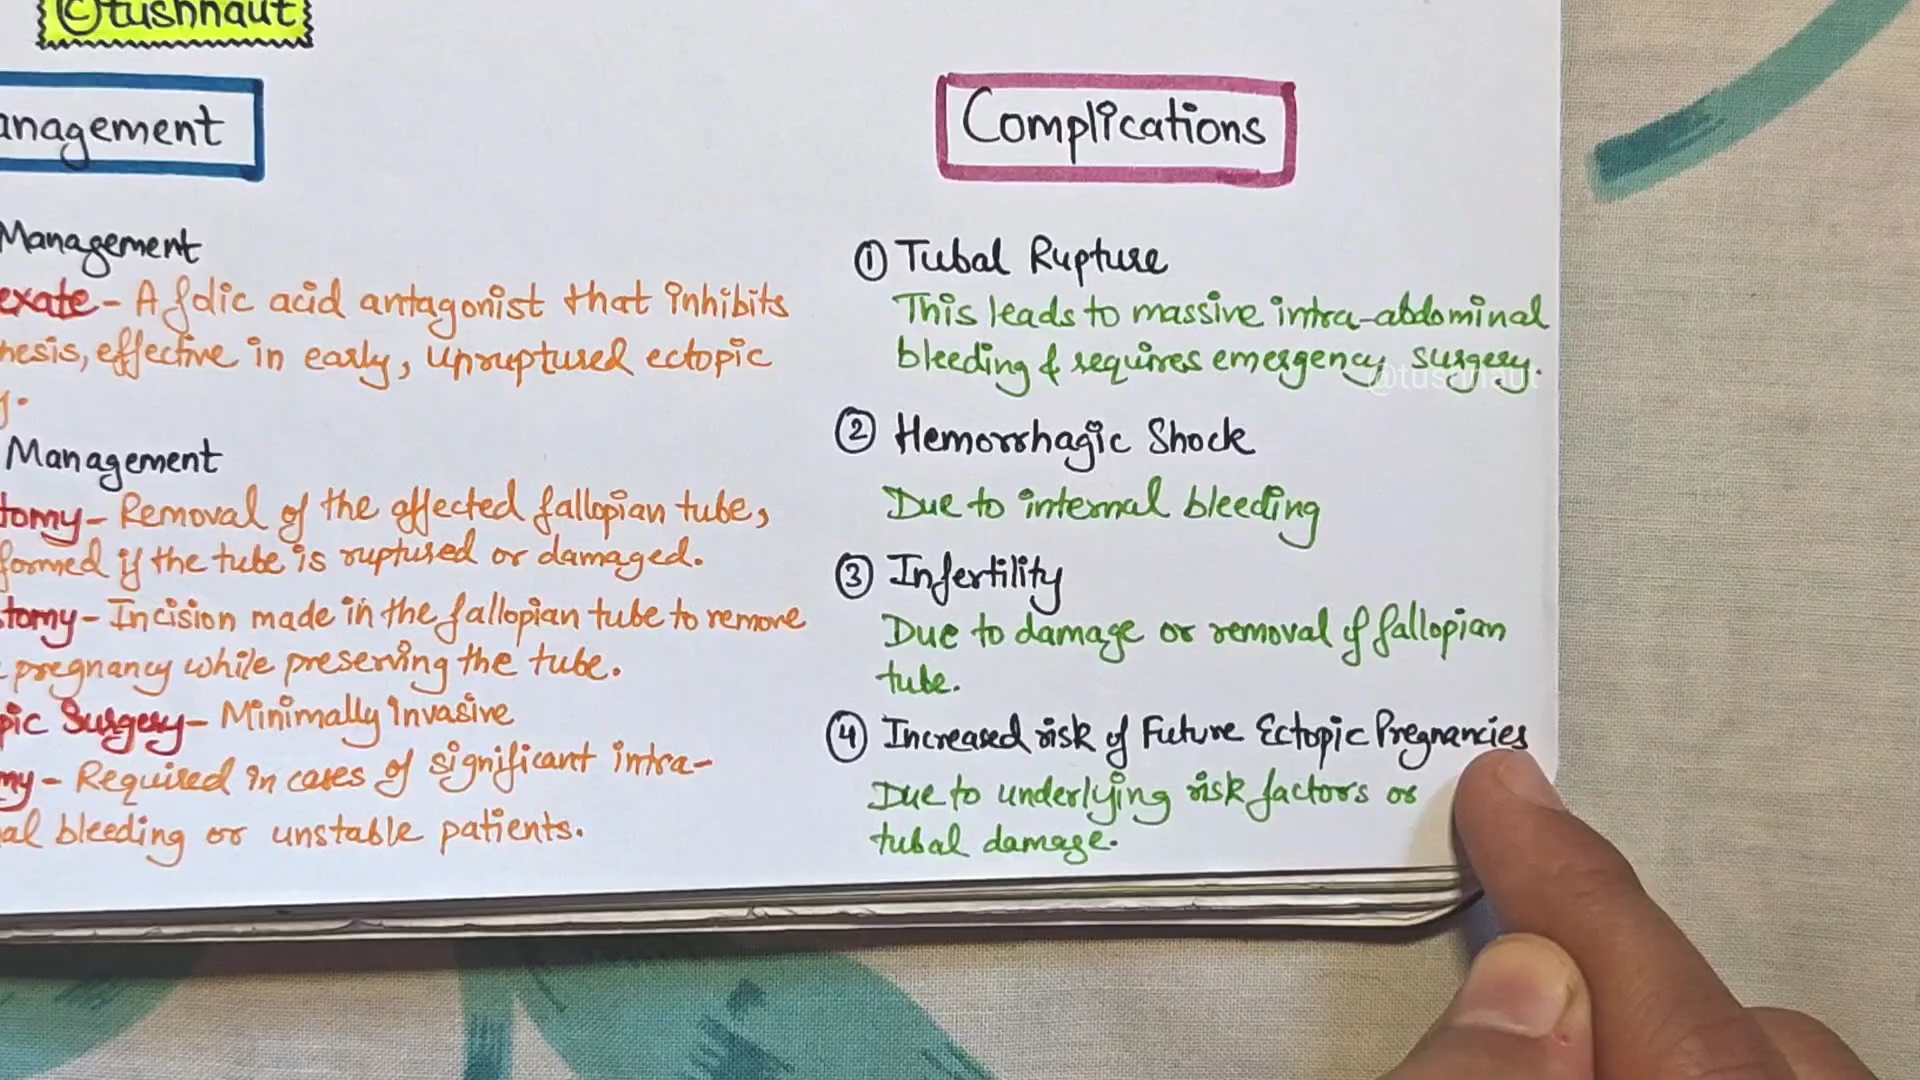 ©tushnaut
anagement
Management
exate - A folic acid antagonist that inhibits
hesis, effective in early, unruptured ectopic
y.
Management
tomy - Removal of the affected fallopian tube,
formed if the tube is ruptured or damaged.
tomy - Incision made in the fallopian tube to remove
pregnancy while preserving the tube.
pic Surgery - Minimally invasive
my - Required in cases of significant intra-
al bleeding or unstable patients.
Complications
① Tubal Rupture
This leads to massive intra-abdominal
bleeding & requires emergency surgery.
@tushnaut
② Hemorrhagic Shock
Due to internal bleeding
③ Infertility
Due to damage or removal of fallopian
tube.
④ Increased risk of Future Ectopic Pregnancies
Due to underlying risk factors or
tubal damage.